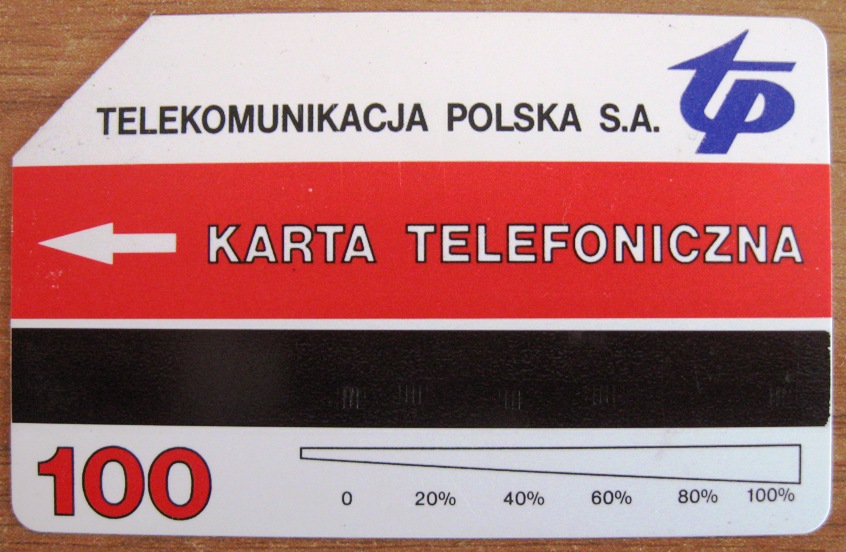 TELEKOMUNIKACJA POLSKA S.A.
tp
KARTA TELEFONICZNA
100
0 20% 40% 60% 80% 100%